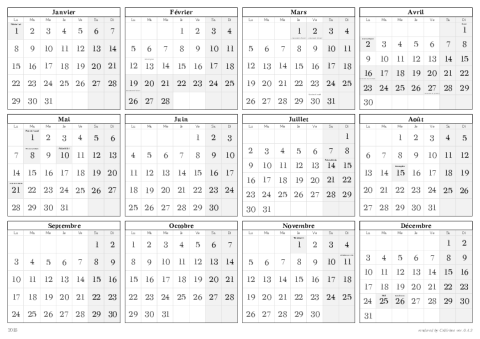 Janvier
Lu Ma Me Je Ve Sa Di
1 2 3 4 5 6 7
8 9 10 11 12 13 14
15 16 17 18 19 20 21
22 23 24 25 26 27 28
29 30 31
Février
Lu Ma Me Je Ve Sa Di
1 2 3 4
5 6 7 8 9 10 11
12 13 14 15 16 17 18
19 20 21 22 23 24 25
26 27 28
Mars
Lu Ma Me Je Ve Sa Di
1 2 3 4
5 6 7 8 9 10 11
12 13 14 15 16 17 18
19 20 21 22 23 24 25
26 27 28 29 30 31
Avril
Lu Ma Me Je Ve Sa Di
1
2 3 4 5 6 7 8
9 10 11 12 13 14 15
16 17 18 19 20 21 22
23 24 25 26 27 28 29
30
Mai
Lu Ma Me Je Ve Sa Di
1 2 3 4 5 6
7 8 9 10 11 12 13
14 15 16 17 18 19 20
21 22 23 24 25 26 27
28 29 30 31
Juin
Lu Ma Me Je Ve Sa Di
1 2 3
4 5 6 7 8 9 10
11 12 13 14 15 16 17
18 19 20 21 22 23 24
25 26 27 28 29 30
Juillet
Lu Ma Me Je Ve Sa Di
1
2 3 4 5 6 7 8
9 10 11 12 13 14 15
16 17 18 19 20 21 22
23 24 25 26 27 28 29
30 31
Août
Lu Ma Me Je Ve Sa Di
1 2 3 4 5
6 7 8 9 10 11 12
13 14 15 16 17 18 19
20 21 22 23 24 25 26
27 28 29 30 31
Septembre
Lu Ma Me Je Ve Sa Di
1 2
3 4 5 6 7 8 9
10 11 12 13 14 15 16
17 18 19 20 21 22 23
24 25 26 27 28 29 30
Octobre
Lu Ma Me Je Ve Sa Di
1 2 3 4 5 6 7
8 9 10 11 12 13 14
15 16 17 18 19 20 21
22 23 24 25 26 27 28
29 30 31
Novembre
Lu Ma Me Je Ve Sa Di
1 2 3 4
5 6 7 8 9 10 11
12 13 14 15 16 17 18
19 20 21 22 23 24 25
26 27 28 29 30
Décembre
Lu Ma Me Je Ve Sa Di
1 2
3 4 5 6 7 8 9
10 11 12 13 14 15 16
17 18 19 20 21 22 23
24 25 26 27 28 29 30
31
2018